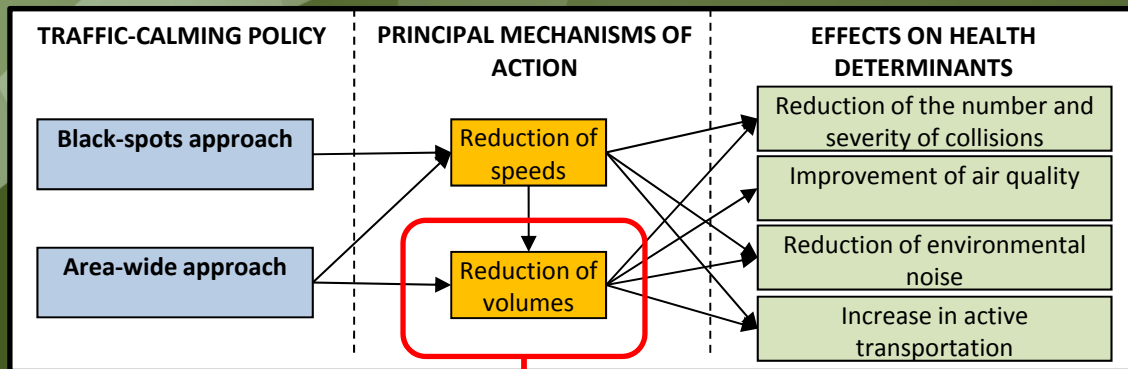 TRAFFIC-CALMING POLICY
PRINCIPAL MECHANISMS OF
ACTION
EFFECTS ON HEALTH
DETERMINANTS
Black-spots approach
Area-wide approach
Reduction of
speeds
Reduction of
volumes
Reduction of the number and
severity of collisions
Improvement of air quality
Reduction of environmental
noise
Increase in active
transportation